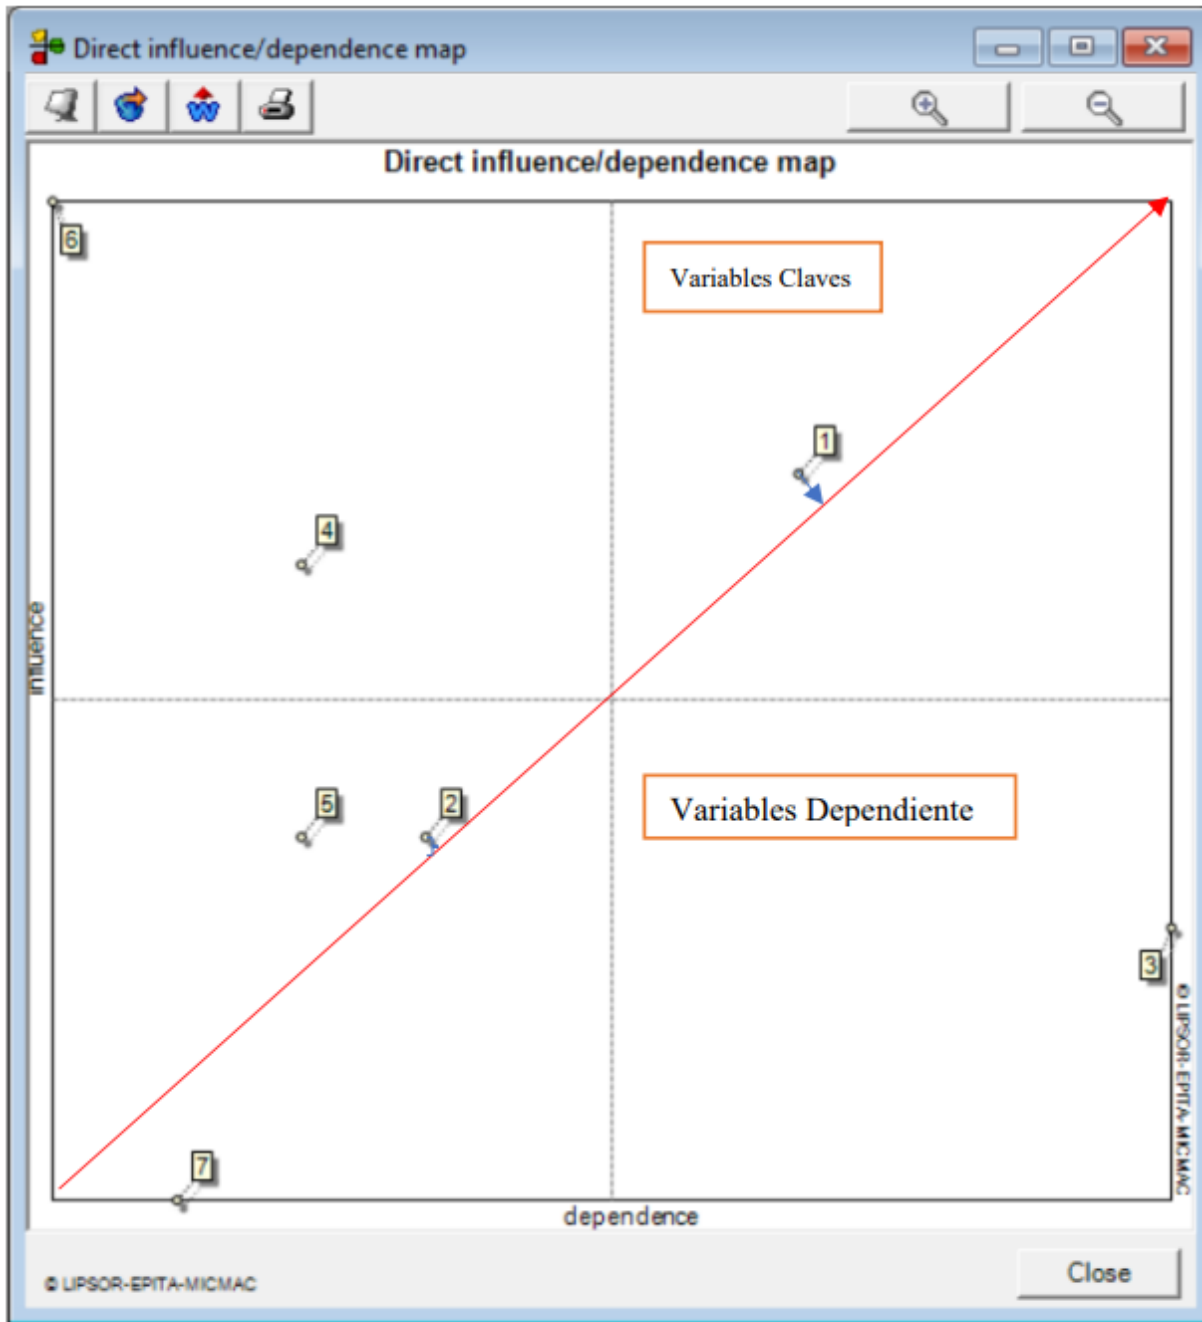 Direct influence/dependence map
Direct influence/dependence map
6
Variables Claves
1
4
influence
5
2
Variables Dependiente
3
7
© LIPSOR-EPITA-MICMAC
dependence
© LIPSOR-EPITA-MICMAC
Close